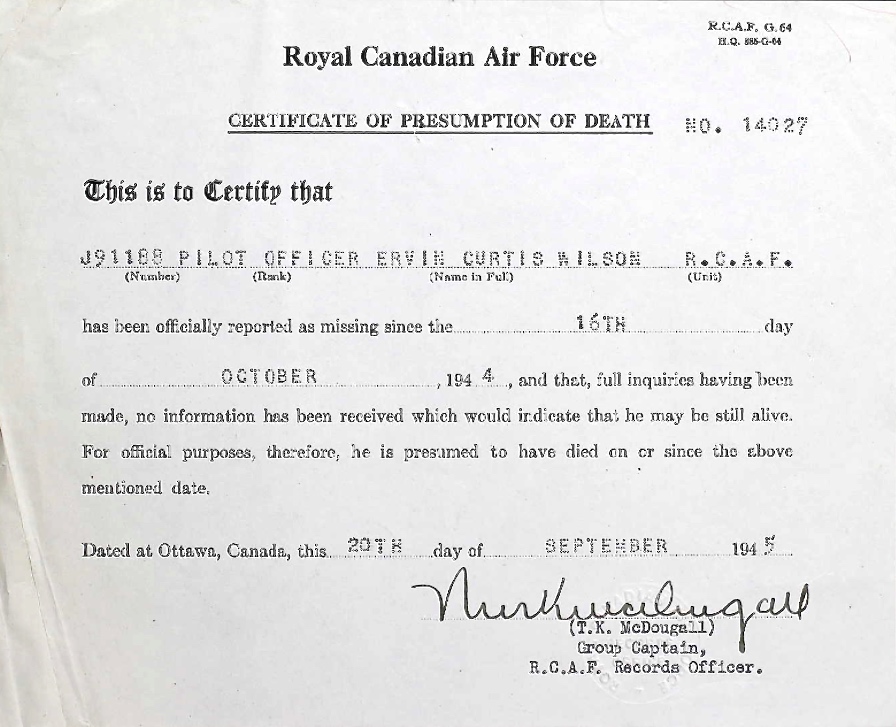 R.C.A.F. G. 64
H.Q. 885-G-64
Royal Canadian Air Force
CERTIFICATE OF PRESUMPTION OF DEATH NO. 14027
This is to Certify that
J91188 PILOT OFFICER ERVIN CURTIS WILSON R.C.A.F.
(Number) (Rank) (Name in Full) (Unit)
has been officially reported as missing since the 16TH day
of OCTOBER , 194 4 , and that, full inquiries having been
made, no information has been received which would indicate that he may be still alive.
For official purposes, therefore, he is presumed to have died on or since the above
mentioned date.
Dated at Ottawa, Canada, this 20TH day of SEPTEMBER 194 5
(T.K. McDougall)
Group Captain,
R.C.A.F. Records Officer.